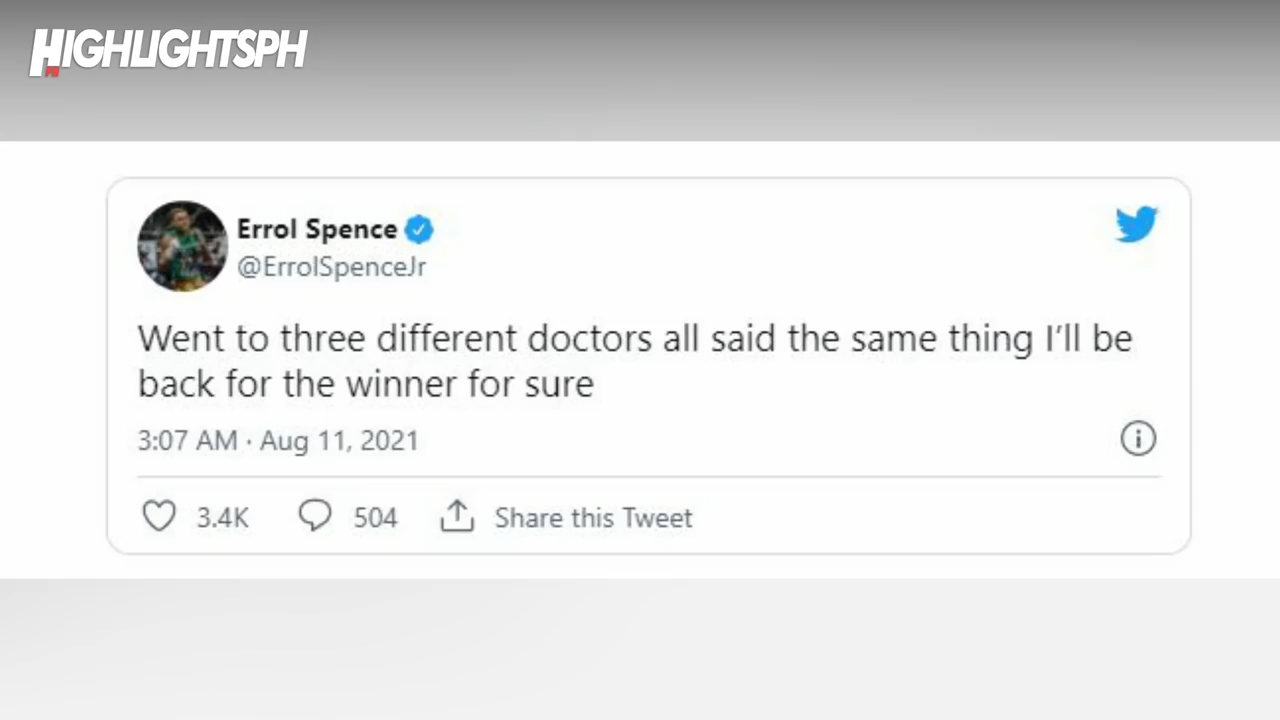 HIGHLIGHTSPH
PH
Errol Spence
@ErrolSpenceJr
Went to three different doctors all said the same thing I’ll be
back for the winner for sure
3:07 AM · Aug 11, 2021
3.4K 504 Share this Tweet